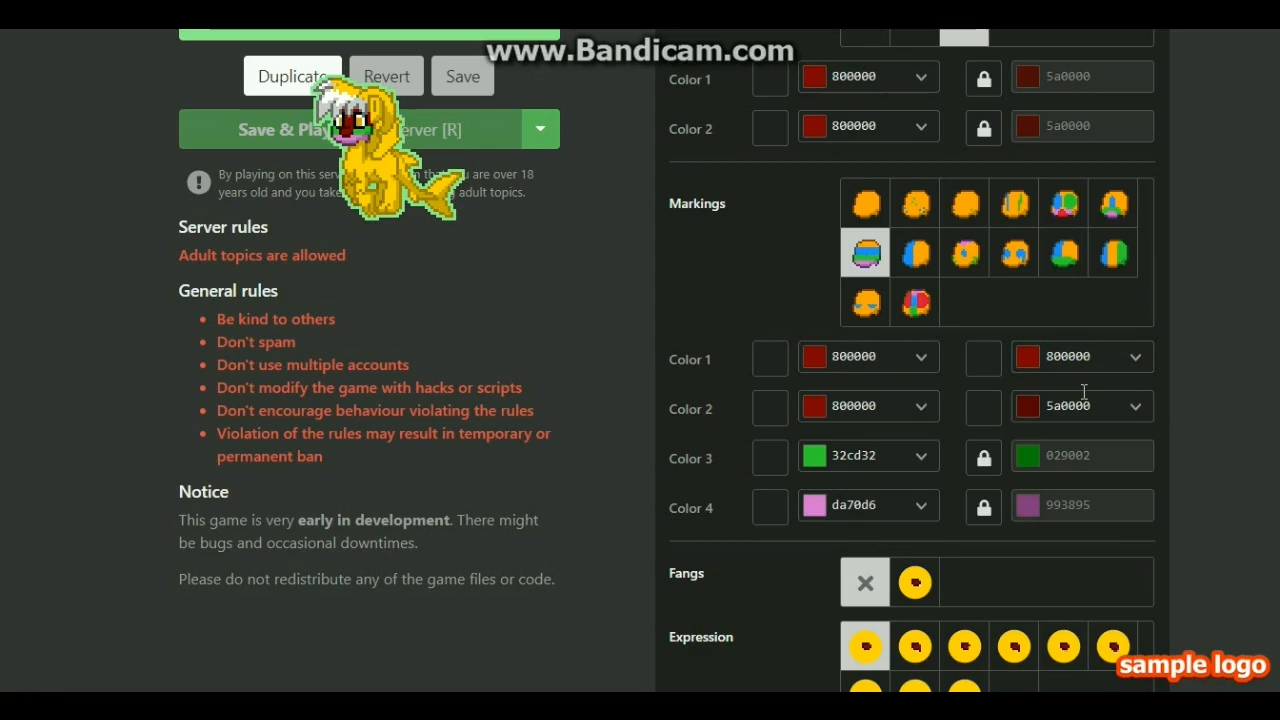 www.Bandicam.com
Duplicate
Revert
Save
Save & Pla erver [R]
By playing on this serv m that y u are over 18
years old and you take adult topics.
Server rules
Adult topics are allowed
General rules
Be kind to others
Don't spam
Don't use multiple accounts
Don't modify the game with hacks or scripts
Don't encourage behaviour violating the rules
Violation of the rules may result in temporary or
permanent ban
Notice
This game is very early in development. There might
be bugs and occasional downtimes.
Please do not redistribute any of the game files or code.
Color 1 800000 5a0000
Color 2 800000 5a0000
Markings
Color 1 800000 800000
Color 2 800000 5a0000
Color 3 32cd32 029002
Color 4 da70d6 993895
Fangs
Expression
sample logo